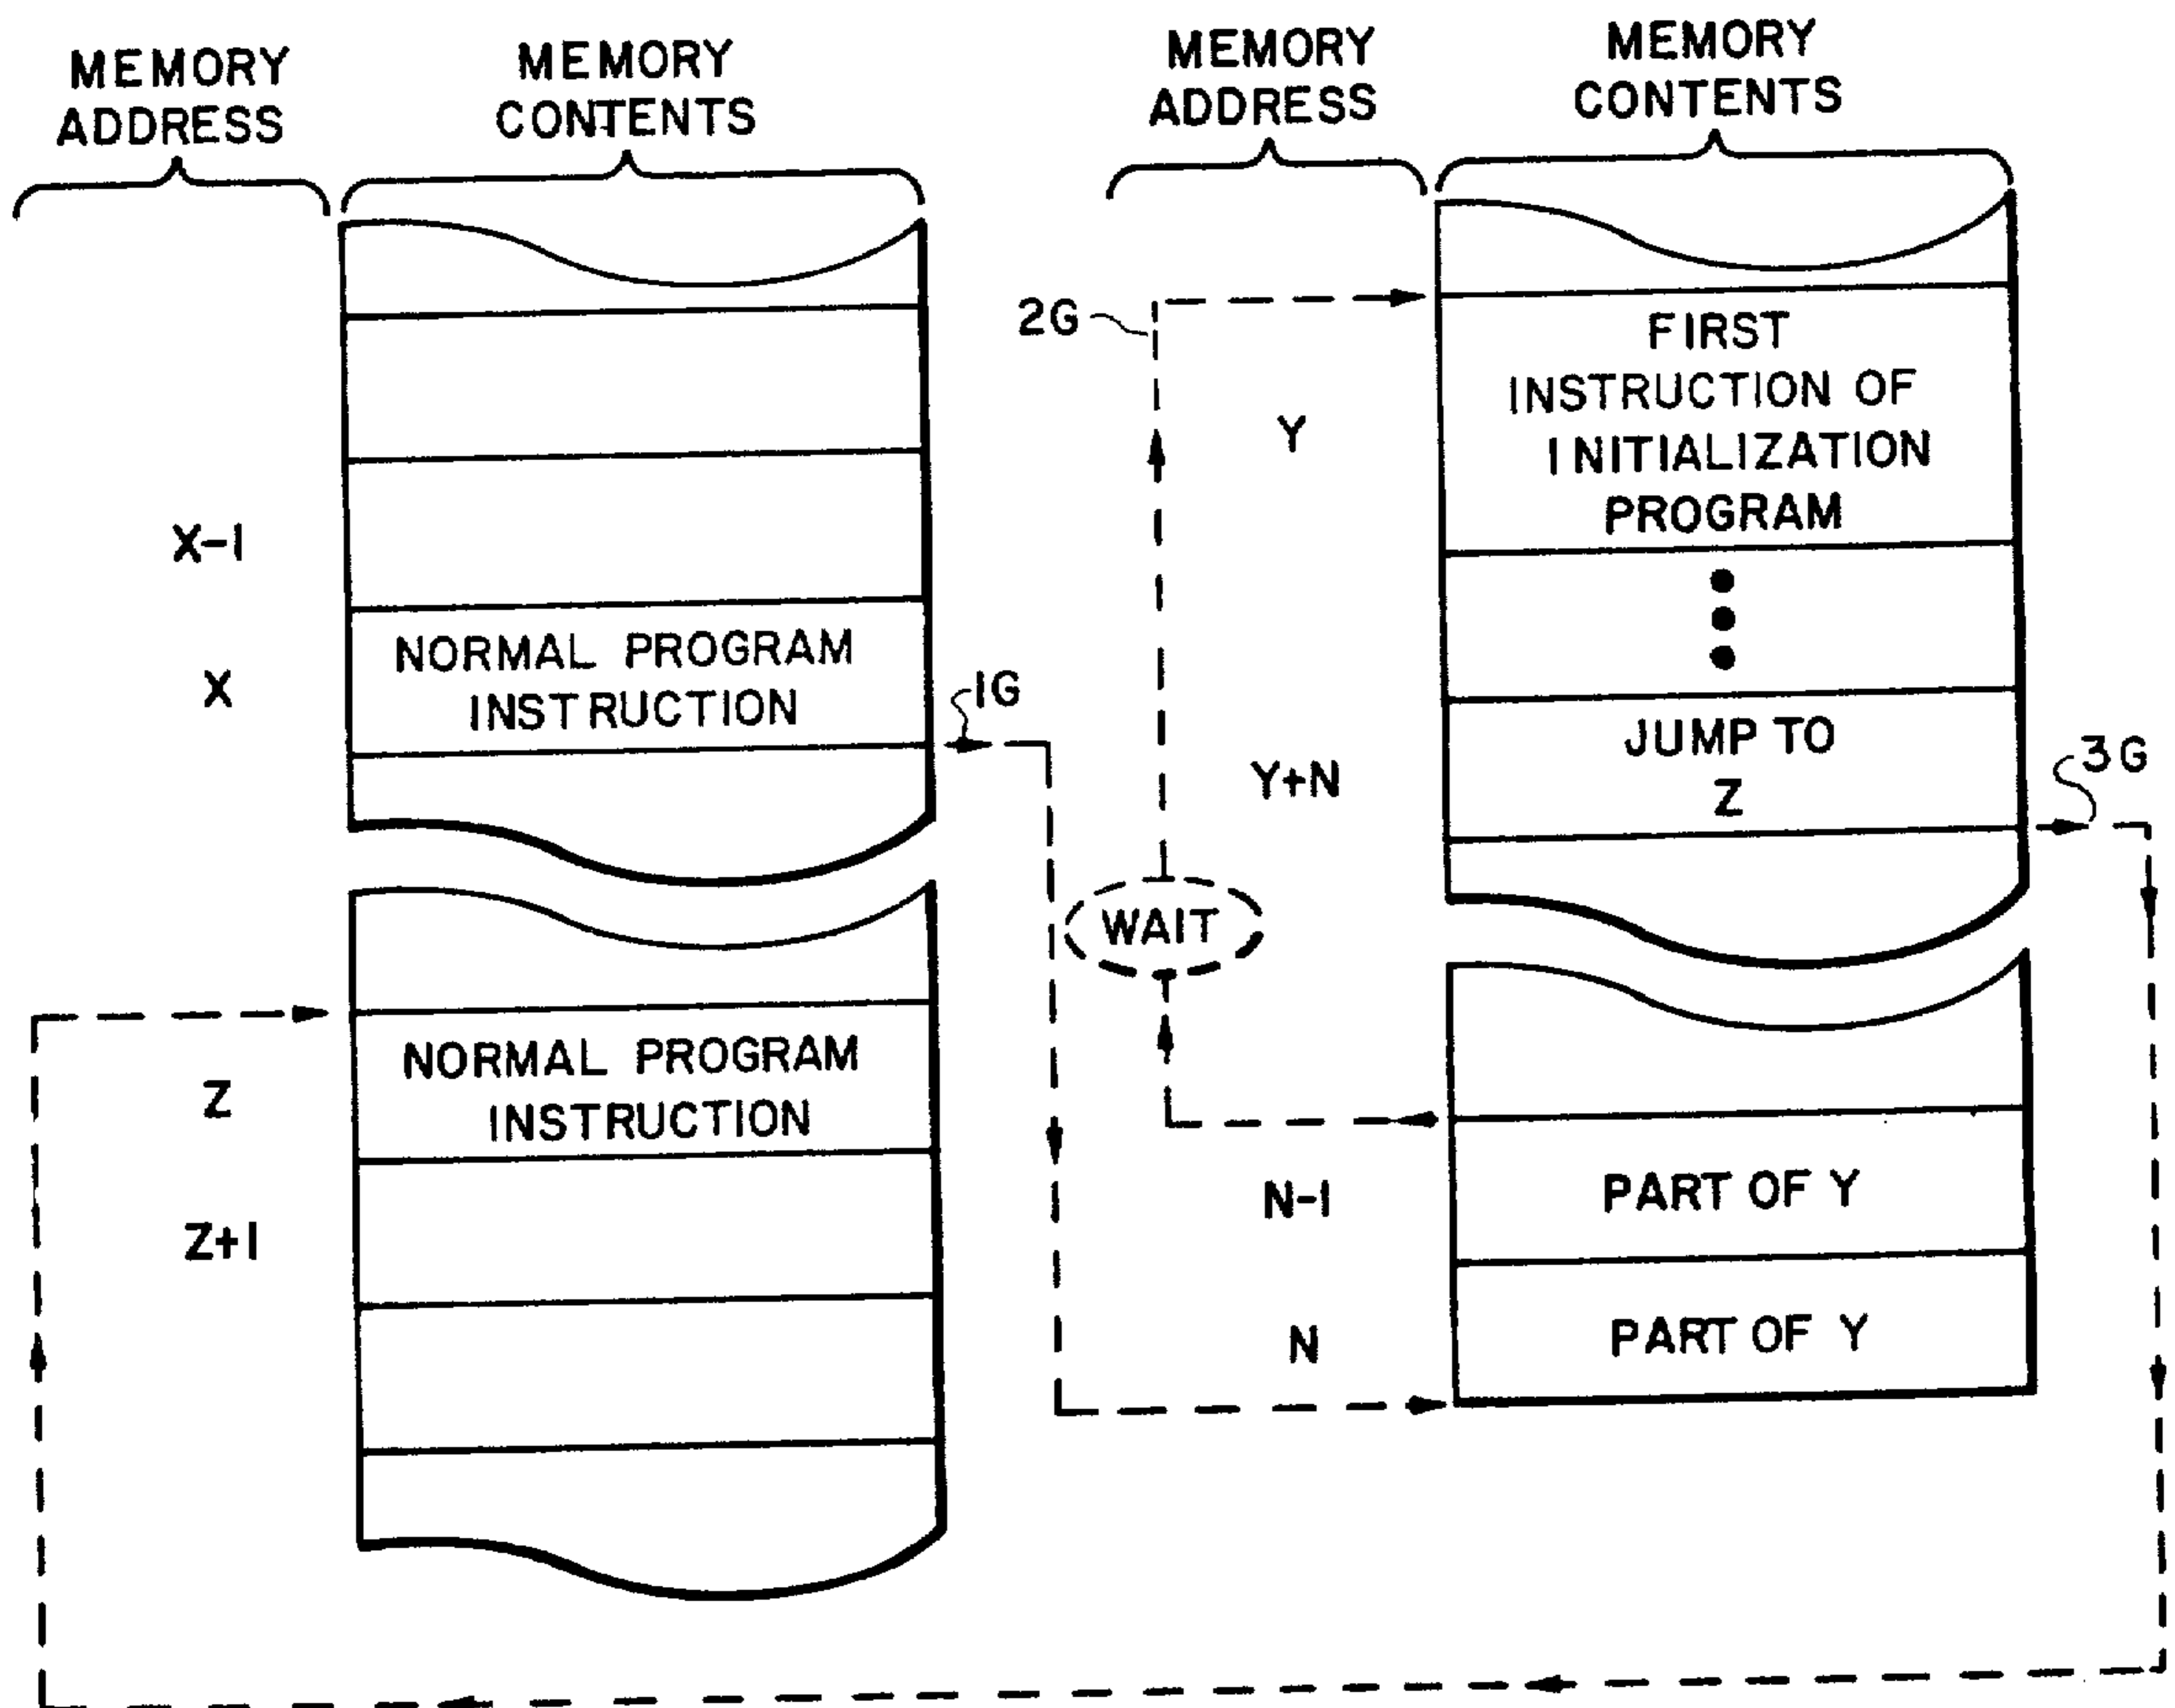 MEMORY
ADDRESS
MEMORY
CONTENTS
X-1
X
NORMAL PROGRAM
INSTRUCTION
1G
Z
NORMAL PROGRAM
INSTRUCTION
Z+1
MEMORY
ADDRESS
MEMORY
CONTENTS
2G
Y
FIRST
INSTRUCTION OF
INITIALIZATION
PROGRAM
Y+N
JUMP TO
Z
3G
WAIT
N-1
PART OF Y
N
PART OF Y